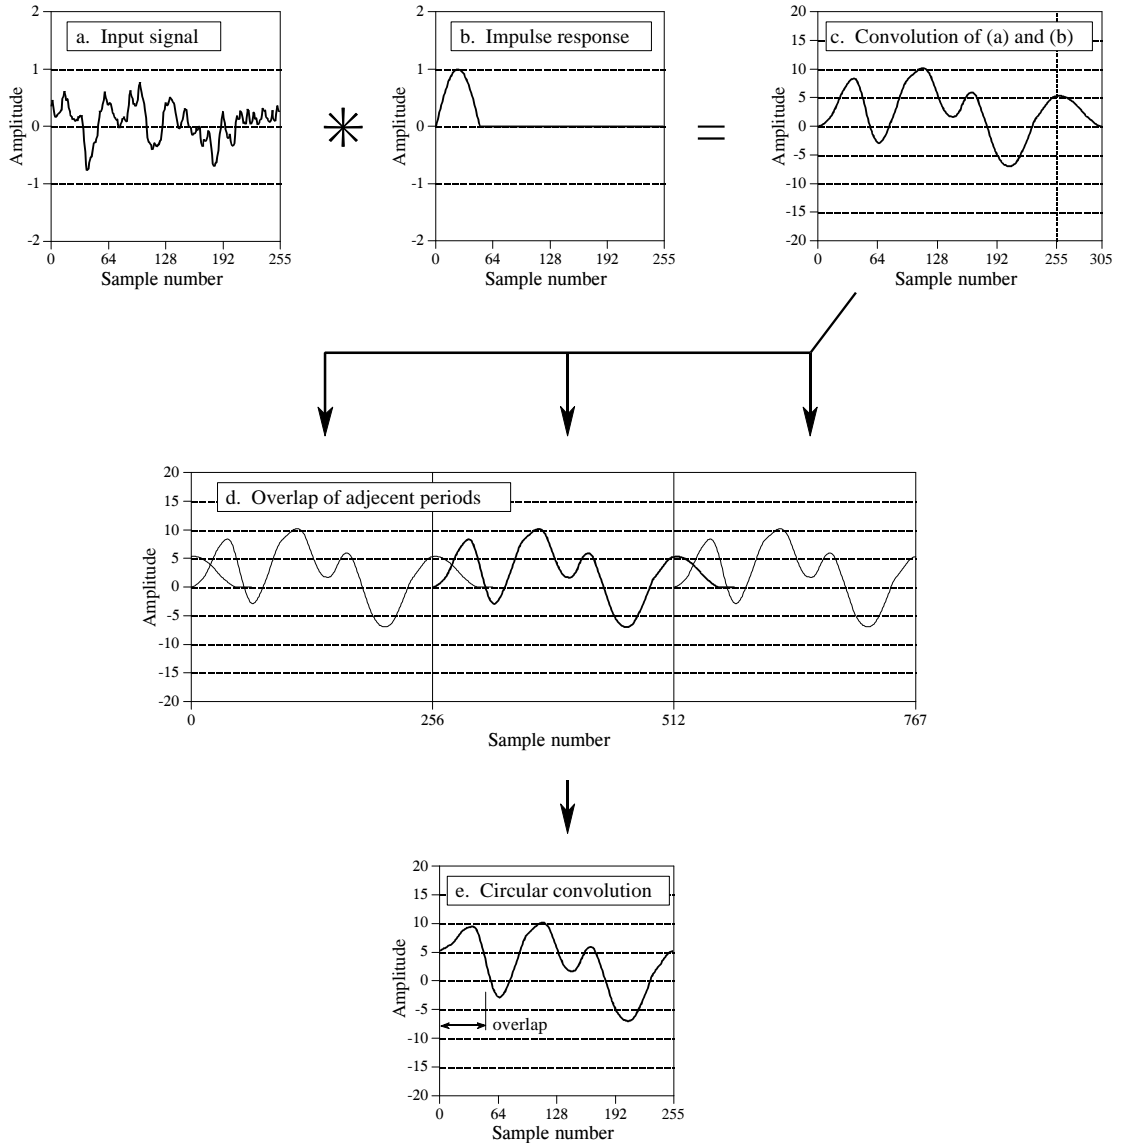 a. Input signal
2
1
0
-1
-2
Amplitude
0 64 128 192 255
Sample number
b. Impulse response
2
1
0
-1
-2
Amplitude
0 64 128 192 255
Sample number
=
c. Convolution of (a) and (b)
20
15
10
5
0
-5
-10
-15
-20
Amplitude
0 64 128 192 255 305
Sample number
d. Overlap of adjecent periods
20
15
10
5
0
-5
-10
-15
-20
Amplitude
0 256 512 767
Sample number
e. Circular convolution
20
15
10
5
0
-5
-10
-15
-20
Amplitude
overlap
0 64 128 192 255
Sample number